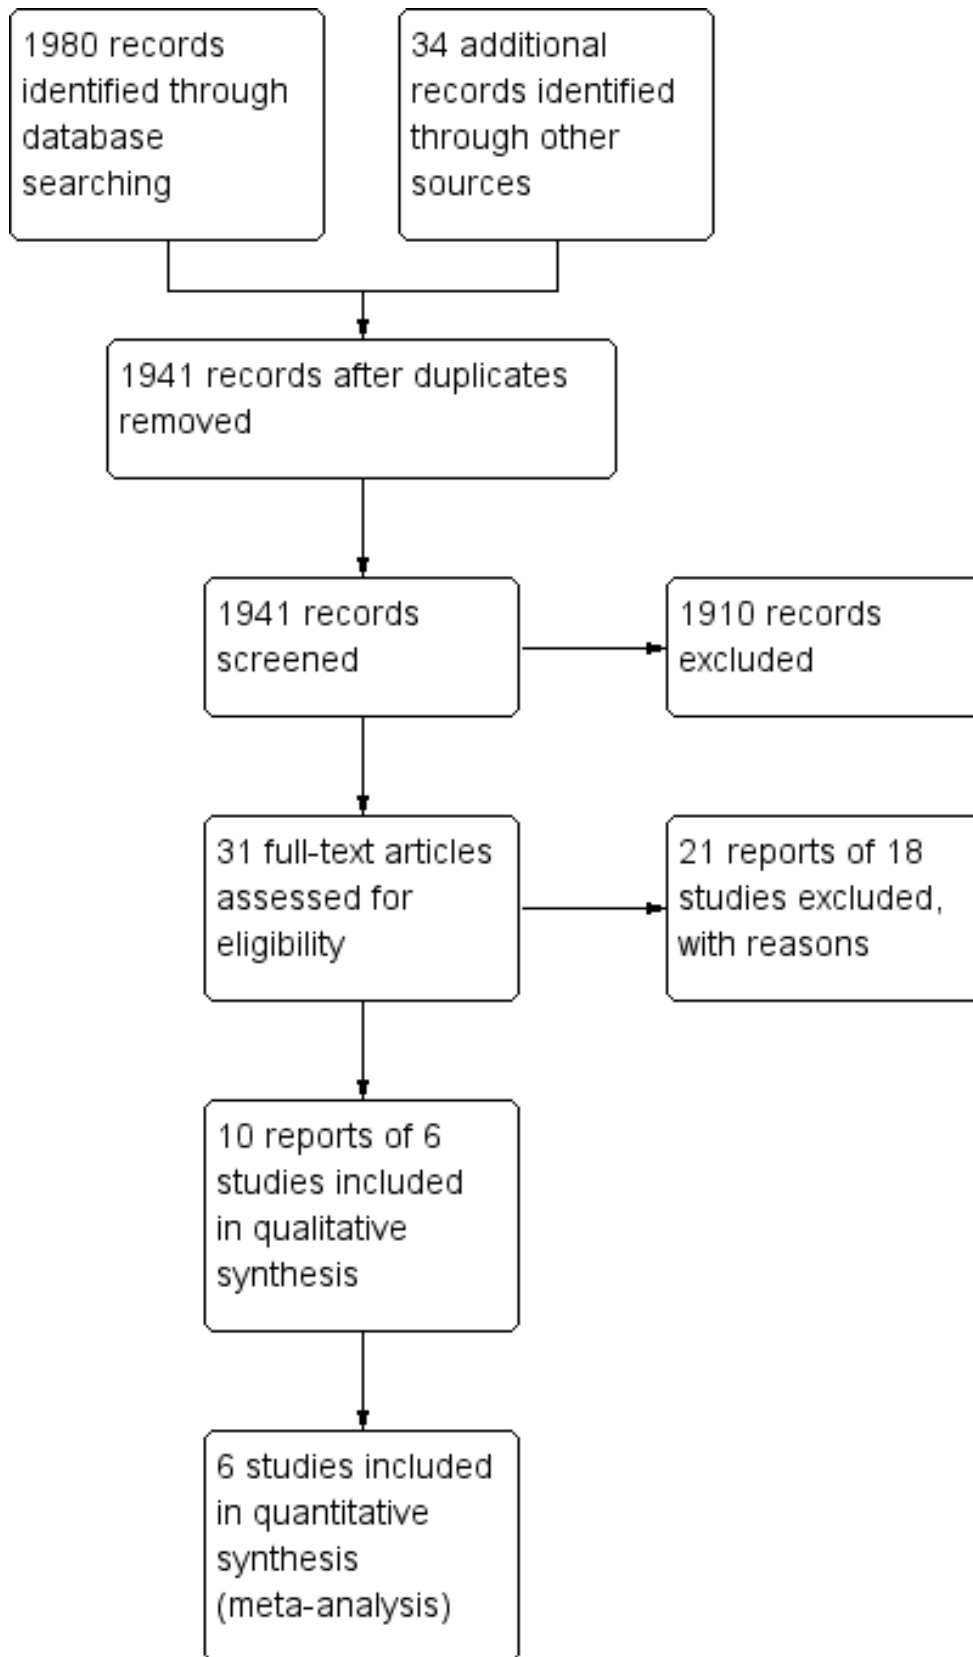 1980 records
identified through
database
searching
34 additional
records identified
through other
sources
1941 records after duplicates
removed
1941 records
screened
1910 records
excluded
31 full-text articles
assessed for
eligibility
21 reports of 18
studies excluded,
with reasons
10 reports of 6
studies included
in qualitative
synthesis
6 studies included
in quantitative
synthesis
(meta-analysis)